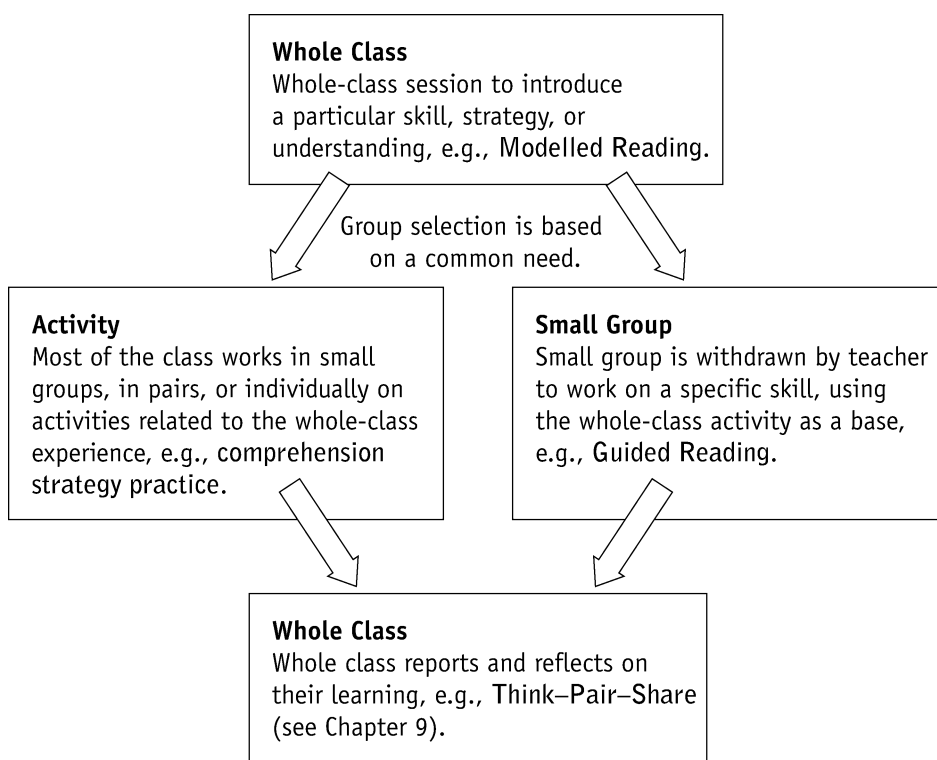 Whole Class
Whole-class session to introduce
a particular skill, strategy, or
understanding, e.g., Modelled Reading.
Group selection is based
on a common need.
Activity
Most of the class works in small
groups, in pairs, or individually on
activities related to the whole-class
experience, e.g., comprehension
strategy practice.
Small Group
Small group is withdrawn by teacher
to work on a specific skill, using
the whole-class activity as a base,
e.g., Guided Reading.
Whole Class
Whole class reports and reflects on
their learning, e.g., Think–Pair–Share
(see Chapter 9).